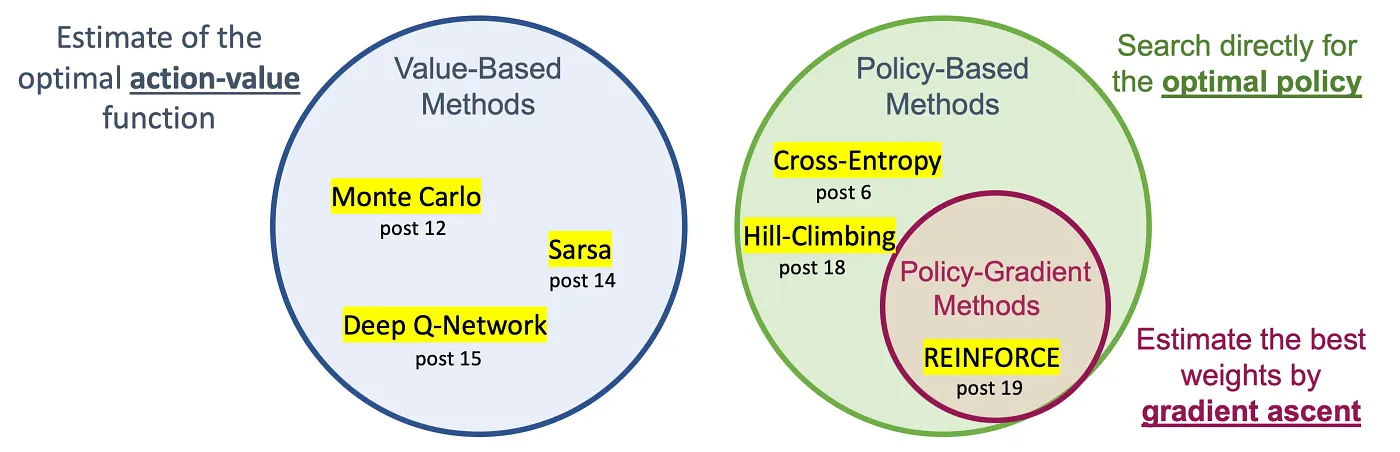 Estimate of the
optimal action-value
function
Value-Based
Methods
Monte Carlo
post 12
Sarsa
post 14
Deep Q-Network
post 15
Policy-Based
Methods
Cross-Entropy
post 6
Hill-Climbing
post 18
Policy-Gradient
Methods
REINFORCE
post 19
Search directly for
the optimal policy
Estimate the best
weights by
gradient ascent